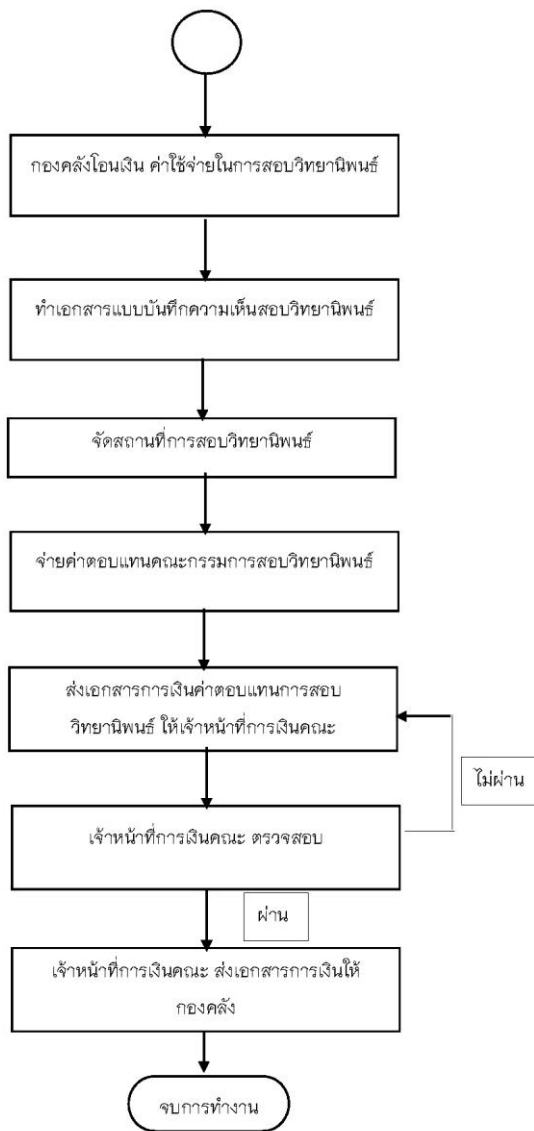 กองคลังโอนเงิน ค่าใช้จ่ายในการสอบวิทยานิพนธ์
ทำเอกสารแบบบันทึกความเห็นสอบวิทยานิพนธ์
จัดสถานที่การสอบวิทยานิพนธ์
จ่ายค่าตอบแทนคณะกรรมการสอบวิทยานิพนธ์
ส่งเอกสารการเงินค่าตอบแทนการสอบ
วิทยานิพนธ์ ให้เจ้าหน้าที่การเงินคณะ
ไม่ผ่าน
เจ้าหน้าที่การเงินคณะ ตรวจสอบ
ผ่าน
เจ้าหน้าที่การเงินคณะ ส่งเอกสารการเงินให้
กองคลัง
จบการทำงาน